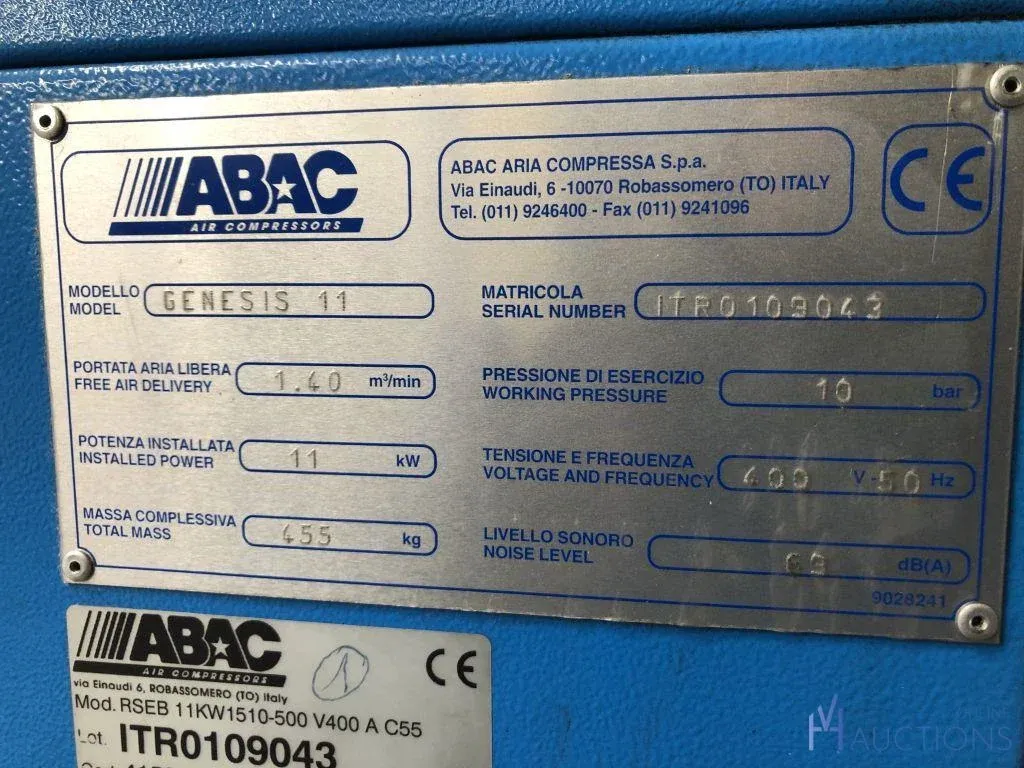 ABAC
AIR COMPRESSORS
ABAC ARIA COMPRESSA S.p.a.
Via Einaudi, 6 -10070 Robassomero (TO) ITALY
Tel. (011) 9246400 - Fax (011) 9241096
CE
MODELLO
MODEL
GENESIS 11
MATRICOLA
SERIAL NUMBER
ITR0109043
PORTATA ARIA LIBERA
FREE AIR DELIVERY
1.40 m³/min
PRESSIONE DI ESERCIZIO
WORKING PRESSURE
10 bar
POTENZA INSTALLATA
INSTALLED POWER
11 kW
TENSIONE E FREQUENZA
VOLTAGE AND FREQUENCY
400 V - 50 Hz
MASSA COMPLESSIVA
TOTAL MASS
455 kg
LIVELLO SONORO
NOISE LEVEL
dB(A)
9028241
ABAC
AIR COMPRESSORS
via Einaudi 6, ROBASSOMERO (TO) Italy
1
CE
Mod. RSEB 11KW1510-500 V400 A C55
Lot. ITR0109043
AUCTIONS